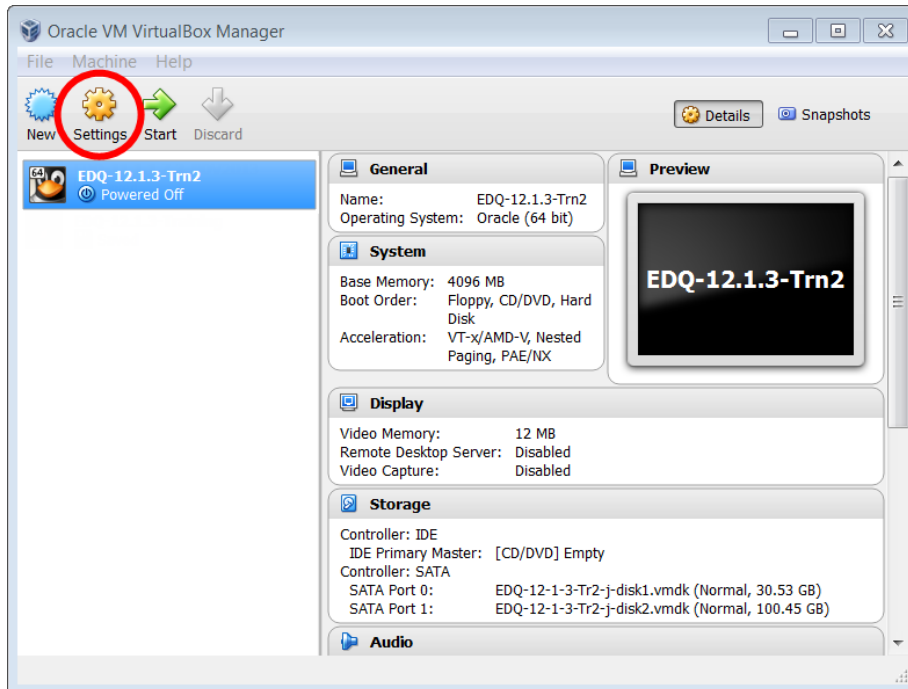 Oracle VM VirtualBox Manager
File Machine Help
New Settings Start Discard
Details Snapshots
64
EDQ-12.1.3-Trn2
Powered Off
General
Name: EDQ-12.1.3-Trn2
Operating System: Oracle (64 bit)
System
Base Memory: 4096 MB
Boot Order: Floppy, CD/DVD, Hard
Disk
Acceleration: VT-x/AMD-V, Nested
Paging, PAE/NX
Preview
EDQ-12.1.3-Trn2
Display
Video Memory: 12 MB
Remote Desktop Server: Disabled
Video Capture: Disabled
Storage
Controller: IDE
IDE Primary Master: [CD/DVD] Empty
Controller: SATA
SATA Port 0: EDQ-12-1-3-Tr2-j-disk1.vmdk (Normal, 30.53 GB)
SATA Port 1: EDQ-12-1-3-Tr2-j-disk2.vmdk (Normal, 100.45 GB)
Audio